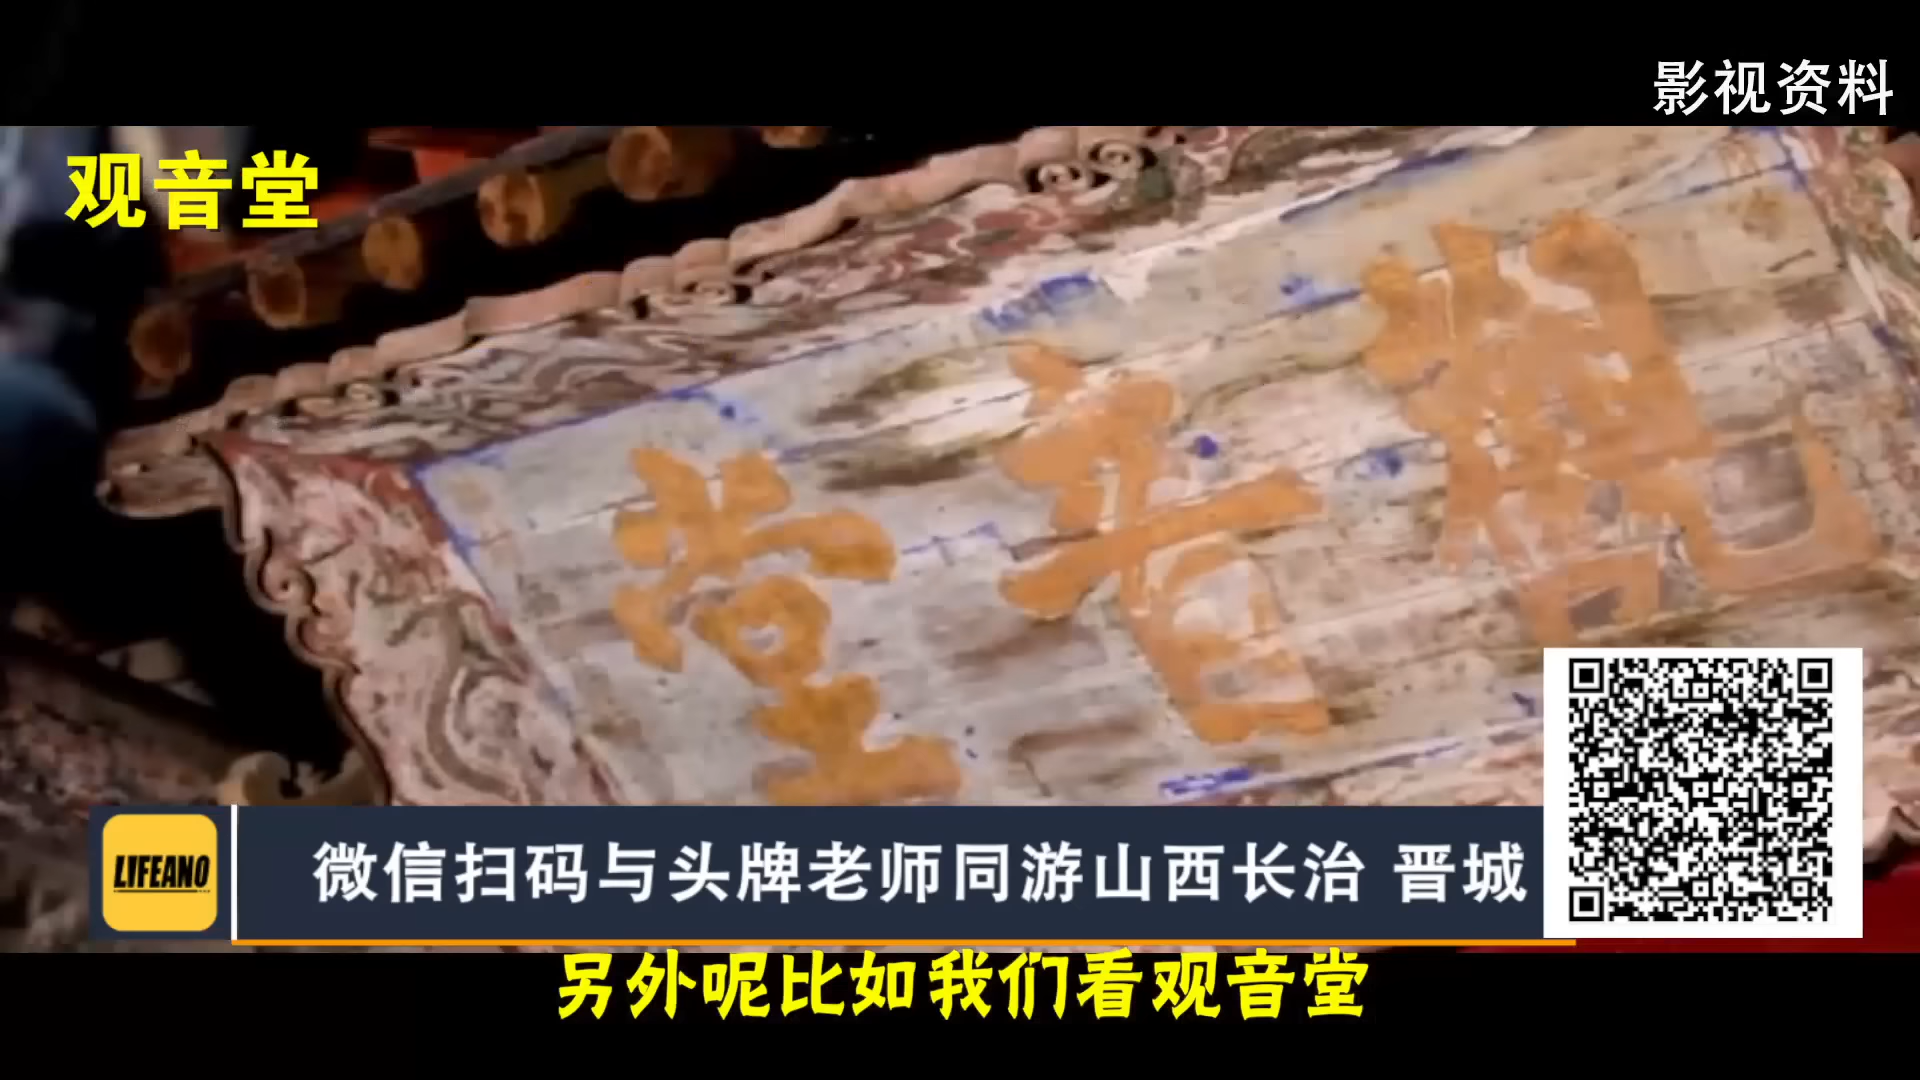 影视资料
观音堂
觀音堂
LIFEANO
微信扫码与头牌老师同游山西长治 晋城
另外呢比如我们看观音堂